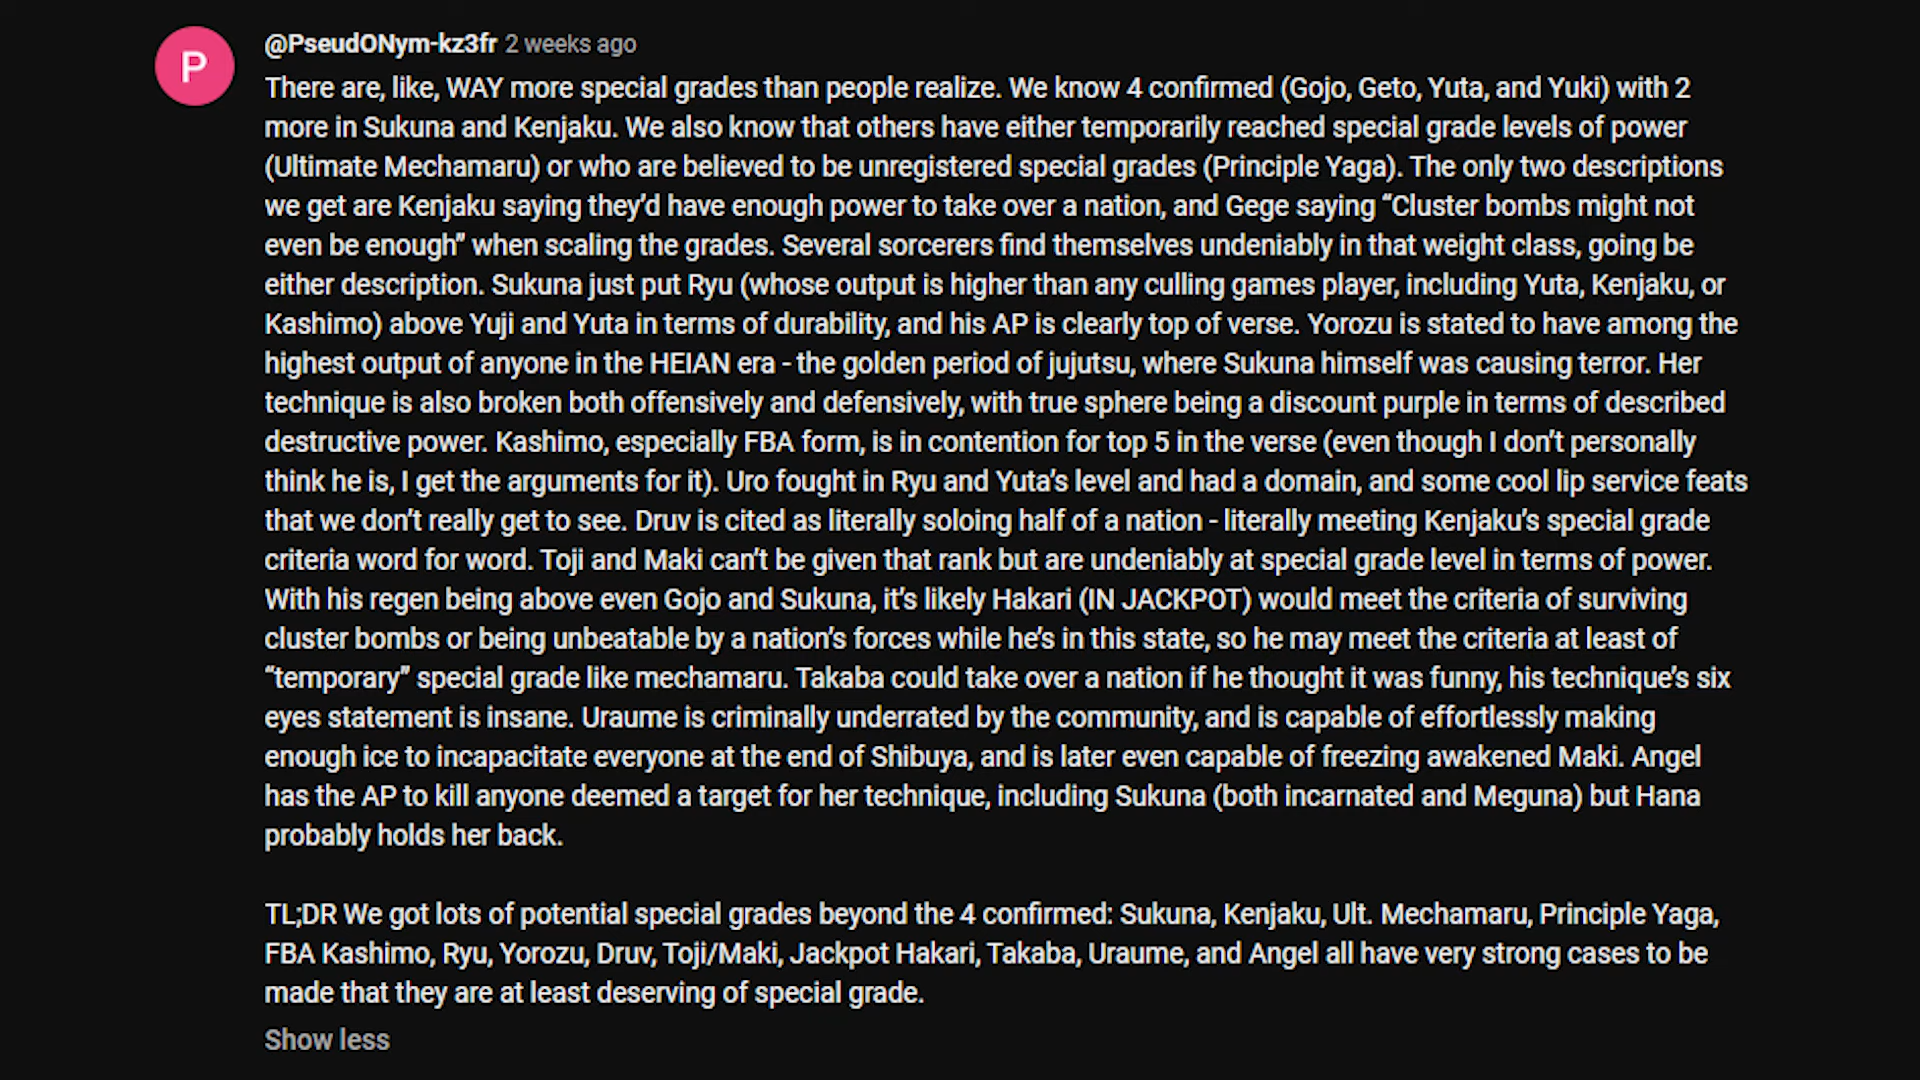 P
@PseudONym-kz3fr 2 weeks ago
There are, like, WAY more special grades than people realize. We know 4 confirmed (Gojo, Geto, Yuta, and Yuki) with 2
more in Sukuna and Kenjaku. We also know that others have either temporarily reached special grade levels of power
(Ultimate Mechamaru) or who are believed to be unregistered special grades (Principle Yaga). The only two descriptions
we get are Kenjaku saying they’d have enough power to take over a nation, and Gege saying “Cluster bombs might not
even be enough” when scaling the grades. Several sorcerers find themselves undeniably in that weight class, going be
either description. Sukuna just put Ryu (whose output is higher than any culling games player, including Yuta, Kenjaku, or
Kashimo) above Yuji and Yuta in terms of durability, and his AP is clearly top of verse. Yorozu is stated to have among the
highest output of anyone in the HEIAN era - the golden period of jujutsu, where Sukuna himself was causing terror. Her
technique is also broken both offensively and defensively, with true sphere being a discount purple in terms of described
destructive power. Kashimo, especially FBA form, is in contention for top 5 in the verse (even though I don’t personally
think he is, I get the arguments for it). Uro fought in Ryu and Yuta’s level and had a domain, and some cool lip service feats
that we don’t really get to see. Druv is cited as literally soloing half of a nation - literally meeting Kenjaku’s special grade
criteria word for word. Toji and Maki can’t be given that rank but are undeniably at special grade level in terms of power.
With his regen being above even Gojo and Sukuna, it’s likely Hakari (IN JACKPOT) would meet the criteria of surviving
cluster bombs or being unbeatable by a nation’s forces while he’s in this state, so he may meet the criteria at least of
“temporary” special grade like mechamaru. Takaba could take over a nation if he thought it was funny, his technique’s six
eyes statement is insane. Uraume is criminally underrated by the community, and is capable of effortlessly making
enough ice to incapacitate everyone at the end of Shibuya, and is later even capable of freezing awakened Maki. Angel
has the AP to kill anyone deemed a target for her technique, including Sukuna (both incarnated and Meguna) but Hana
probably holds her back.
TL;DR We got lots of potential special grades beyond the 4 confirmed: Sukuna, Kenjaku, Ult. Mechamaru, Principle Yaga,
FBA Kashimo, Ryu, Yorozu, Druv, Toji/Maki, Jackpot Hakari, Takaba, Uraume, and Angel all have very strong cases to be
made that they are at least deserving of special grade.
Show less